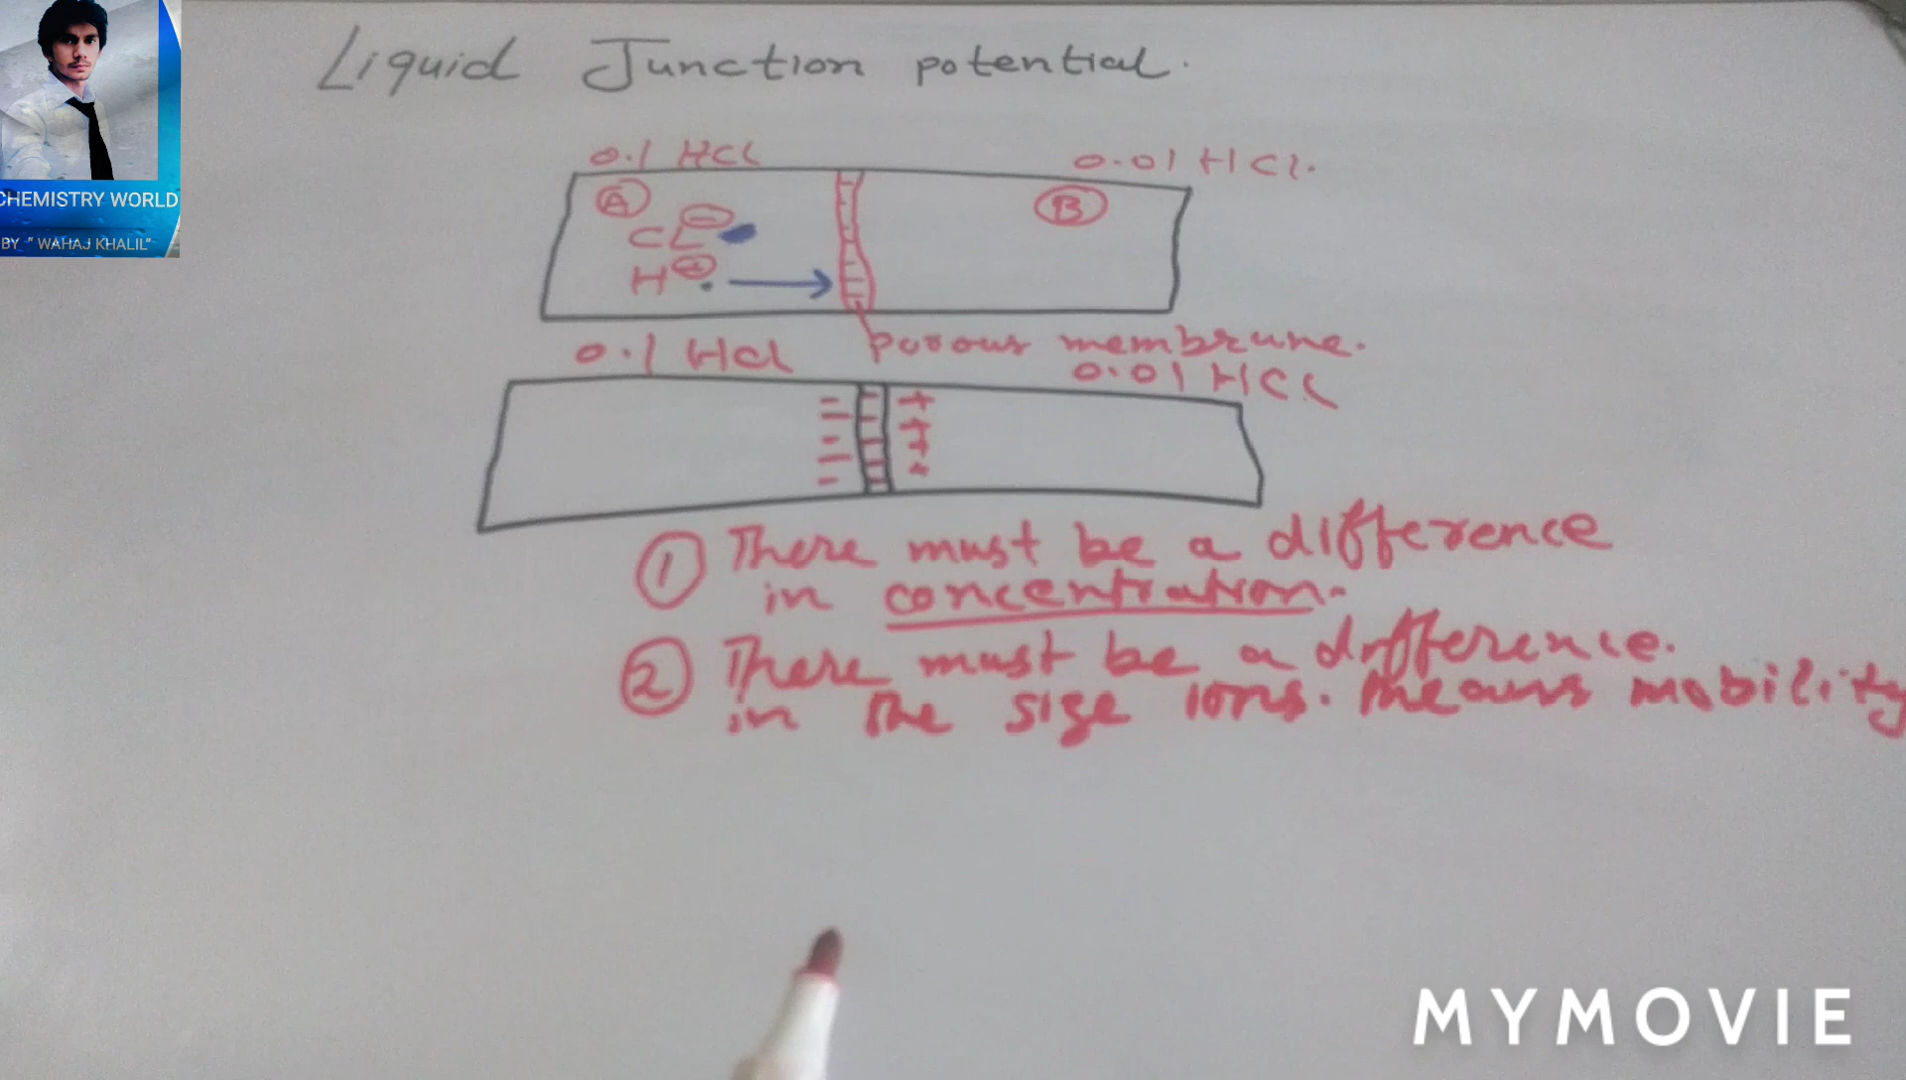 CHEMISTRY WORLD
BY " WAHAJ KHALIL"
Liquid Junction potential.
0.1 HCl
0.01 HCl.
A
B
Cl⊖
H⊕
porous membrane.
0.1 HCl
0.01 HCl
① There must be a difference
in concentration.
② There must be a difference.
in the size ions. means mobility
MYMOVIE